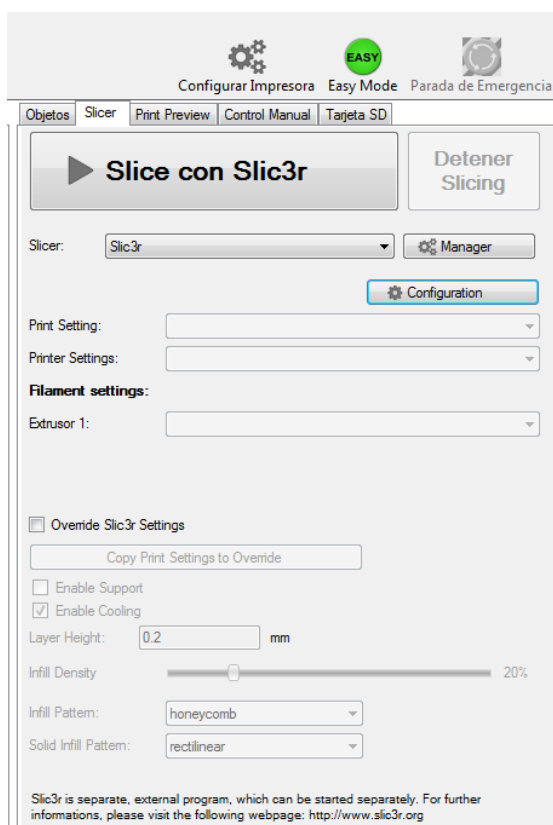 Configurar Impresora
EASY
Easy Mode
Parada de Emergencia
Objetos
Slicer
Print Preview
Control Manual
Tarjeta SD
Slice con Slic3r
Detener
Slicing
Slicer:
Slic3r
Manager
Configuration
Print Setting:
Printer Settings:
Filament settings:
Extrusor 1:
Override Slic3r Settings
Copy Print Settings to Override
Enable Support
Enable Cooling
Layer Height:
0.2
mm
Infill Density
20%
Infill Pattern:
honeycomb
Solid Infill Pattern:
rectilinear
Slic3r is separate, external program, which can be started separately. For further
informations, please visit the following webpage: http://www.slic3r.org